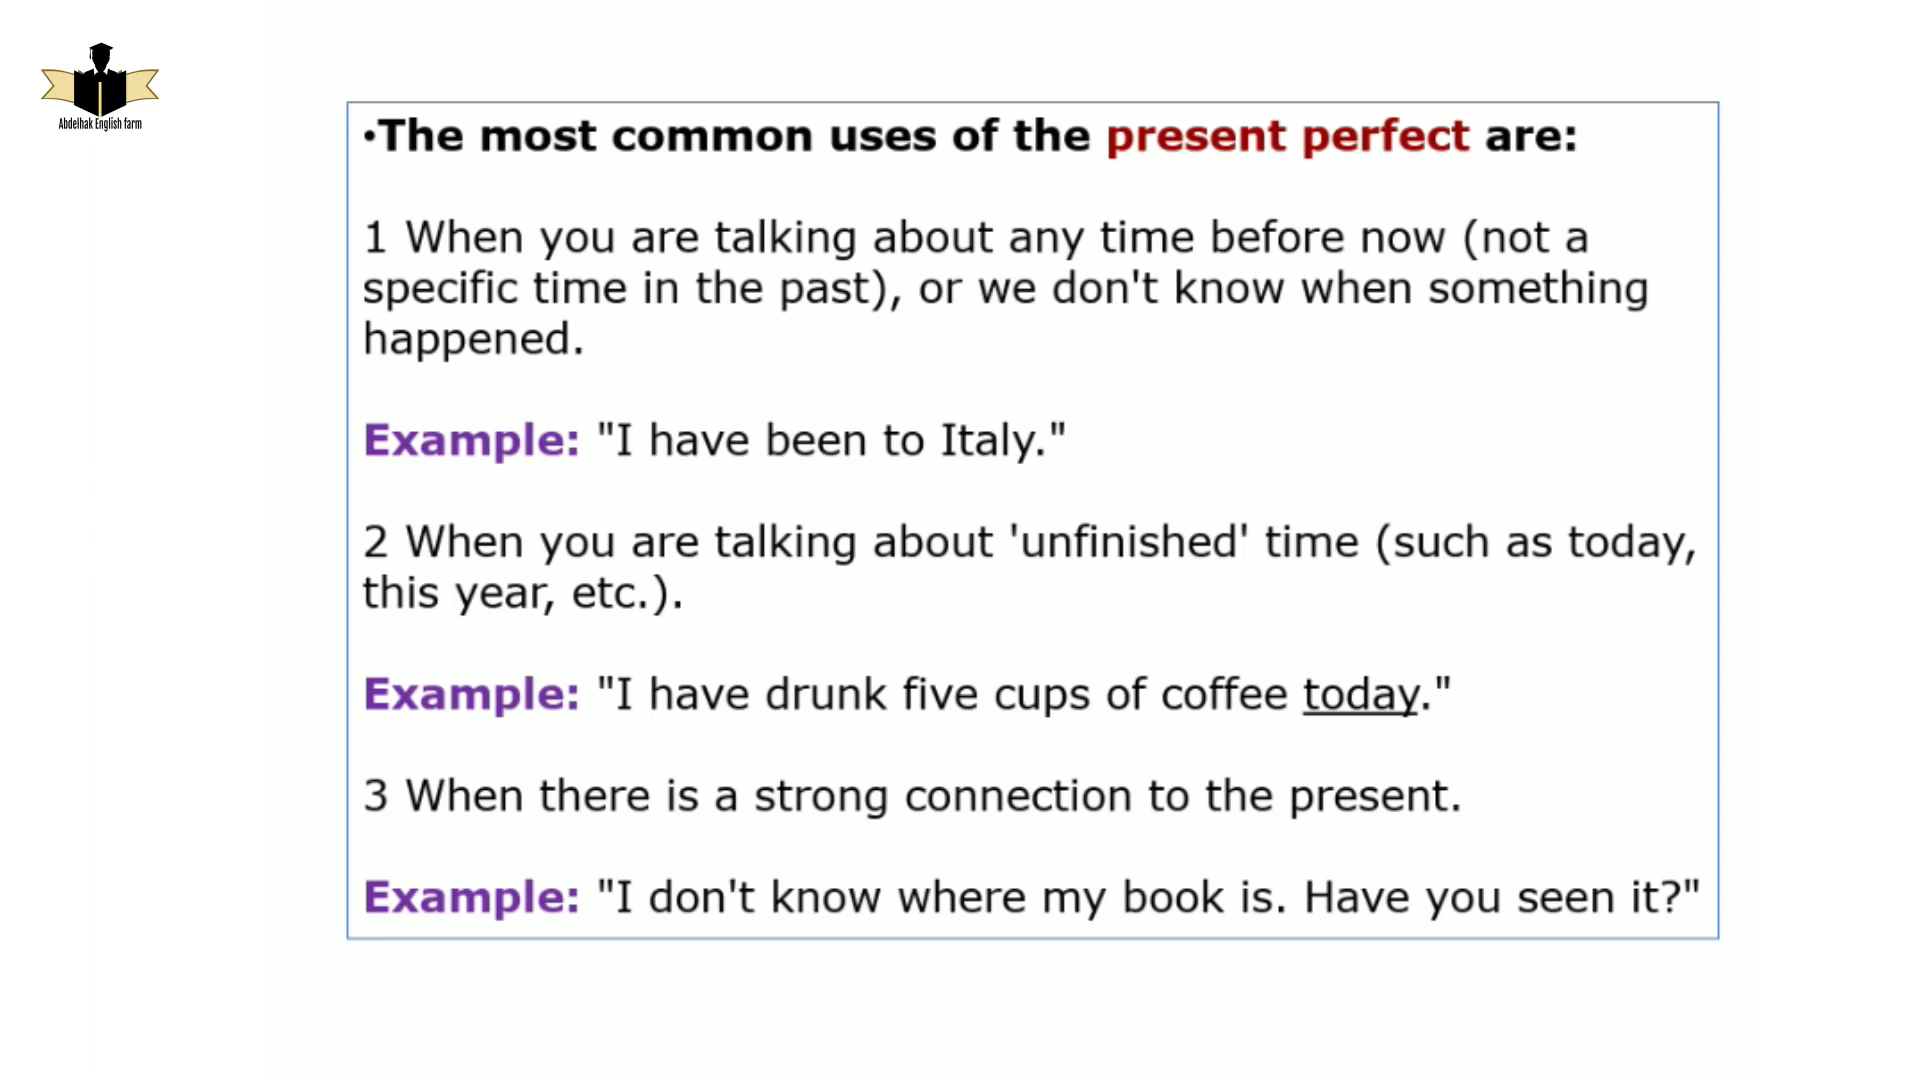 Abdelhak English farm
•The most common uses of the present perfect are:
1 When you are talking about any time before now (not a
specific time in the past), or we don't know when something
happened.
Example: "I have been to Italy."
2 When you are talking about 'unfinished' time (such as today,
this year, etc.).
Example: "I have drunk five cups of coffee today."
3 When there is a strong connection to the present.
Example: "I don't know where my book is. Have you seen it?"